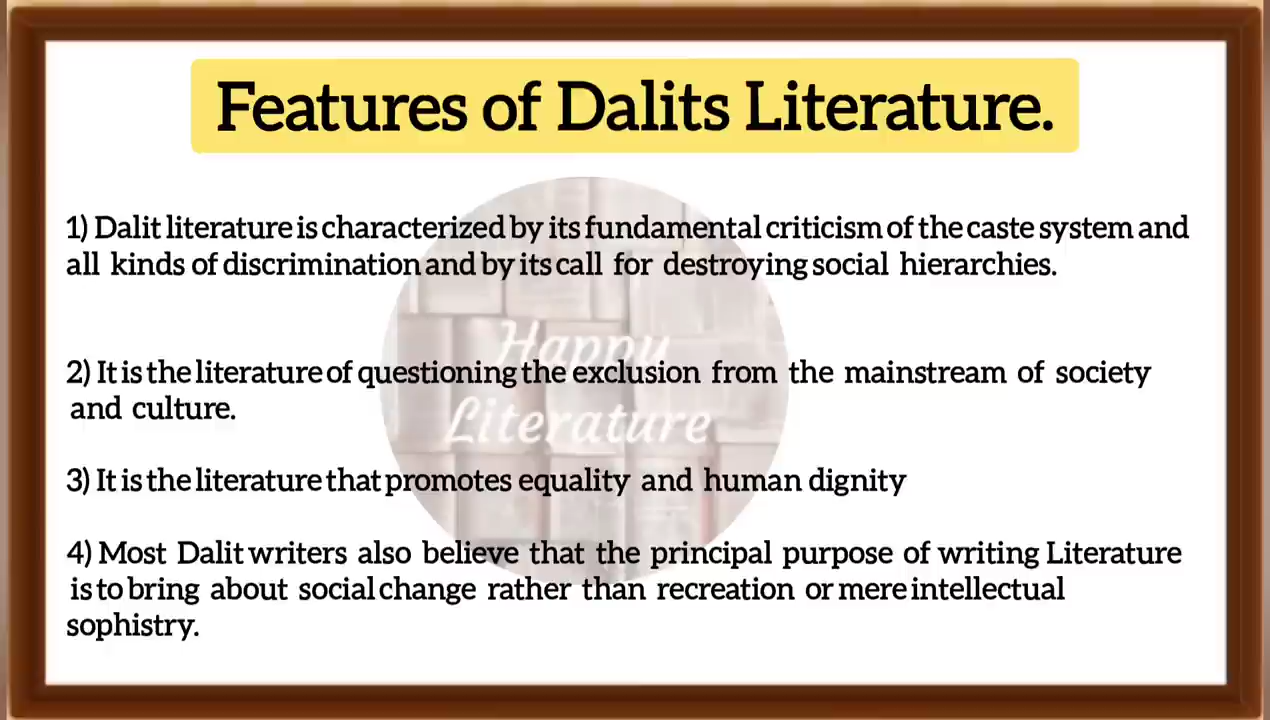 Features of Dalits Literature.
1) Dalit literature is characterized by its fundamental criticism of the caste system and
all kinds of discrimination and by its call for destroying social hierarchies.
Happy
2) It is the literature of questioning the exclusion from the mainstream of society
and culture.
Literature
3) It is the literature that promotes equality and human dignity
4) Most Dalit writers also believe that the principal purpose of writing Literature
is to bring about social change rather than recreation or mere intellectual
sophistry.